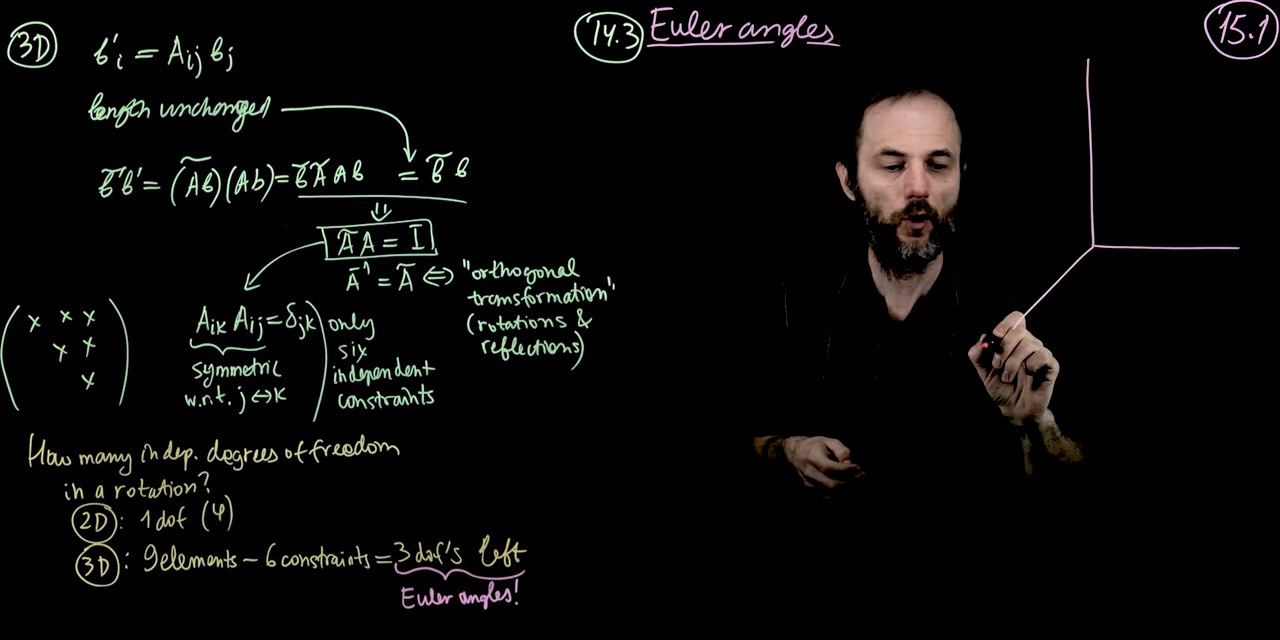 3D b'ᵢ = Aᵢⱼ bⱼ
length unchanged
b̃'b' = (Ãb)(Ab) = b̃ÃAb = b̃ b
⇓
ÃA = I
A⁻¹ = Ã ⇔ "orthogonal
transformation"
(rotations &
reflections)
( x x x
x x
x )
Aᵢₖ Aᵢⱼ = δⱼₖ
symmetric
w.r.t. j↔k
only
six
independent
constraints
How many indep. degrees of freedom
in a rotation?
2D: 1 dof (φ)
3D: 9 elements − 6 constraints = 3 dof's left
Euler angles!
14.3 Euler angles 15.1